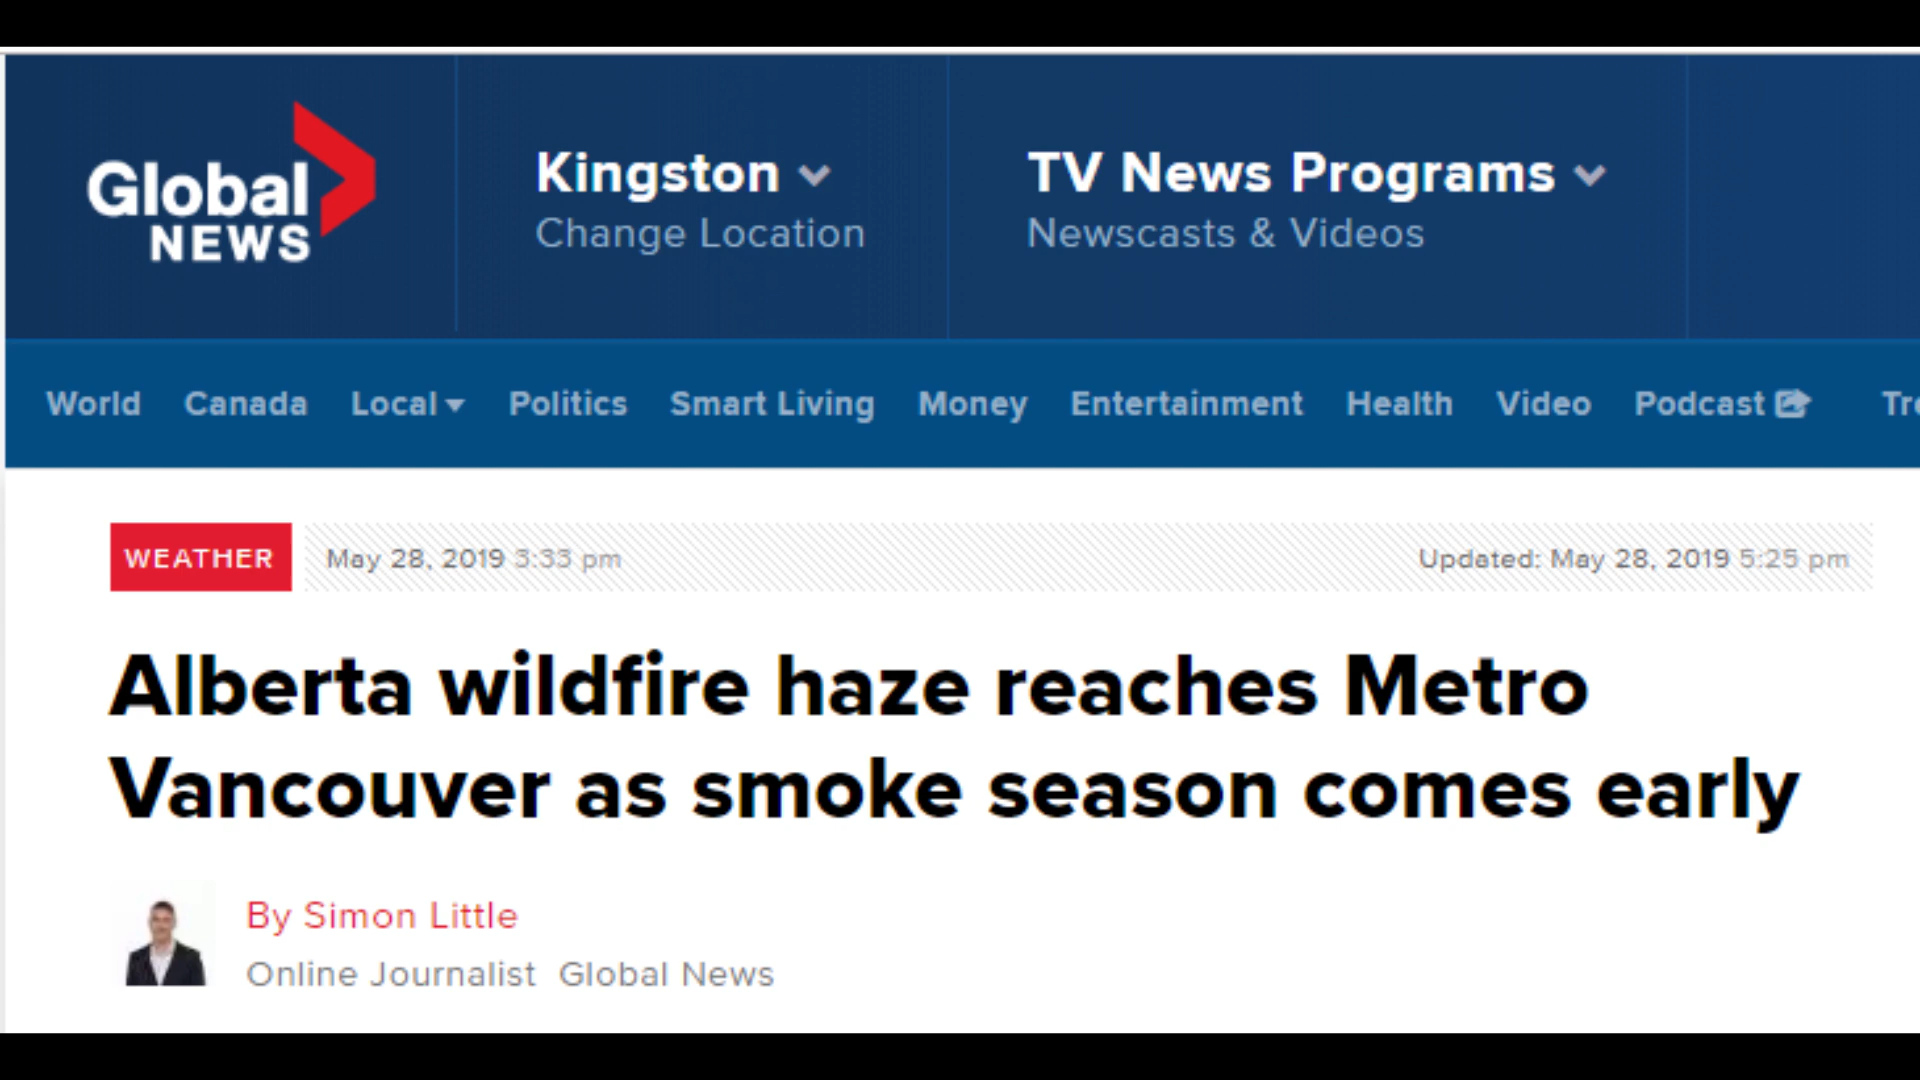 Global
NEWS
Kingston
Change Location
TV News Programs
Newscasts & Videos
World Canada Local Politics Smart Living Money Entertainment Health Video Podcast
WEATHER May 28, 2019 3:33 pm Updated: May 28, 2019 5:25 pm
Alberta wildfire haze reaches Metro
Vancouver as smoke season comes early
By Simon Little
Online Journalist Global News